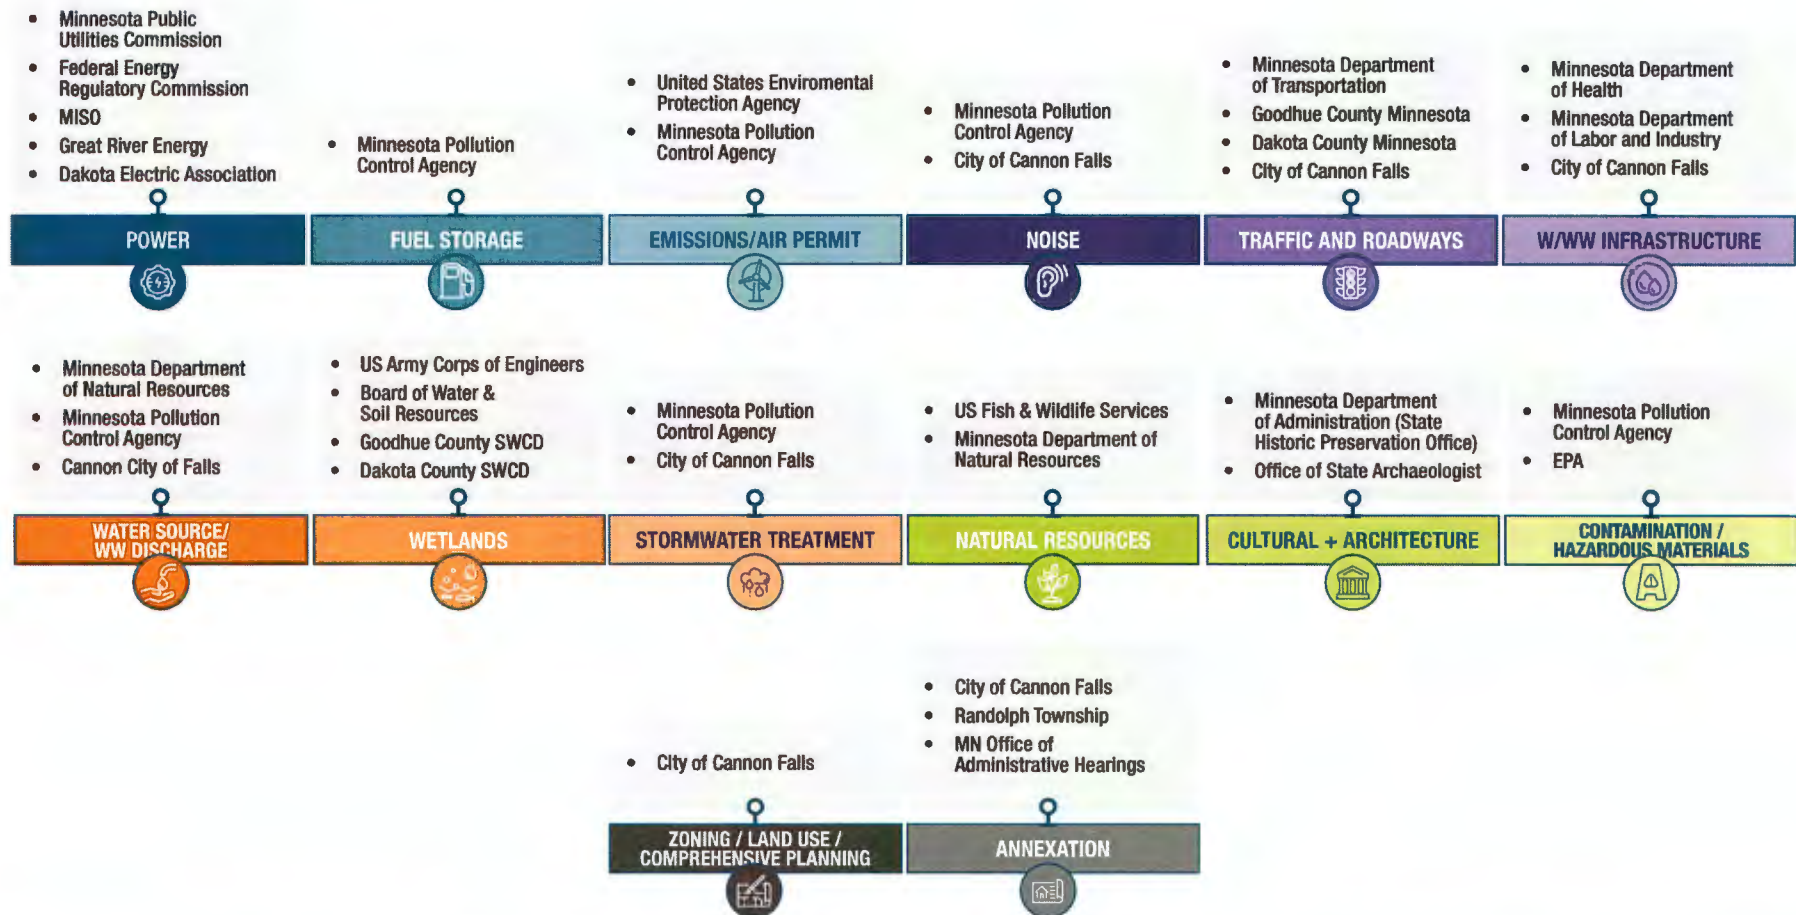 • Minnesota Public
Utilities Commission
• Federal Energy
Regulatory Commission
• MISO
• Great River Energy
• Dakota Electric Association
POWER
• Minnesota Pollution
Control Agency
FUEL STORAGE
• United States Enviromental
Protection Agency
• Minnesota Pollution
Control Agency
EMISSIONS/AIR PERMIT
• Minnesota Pollution
Control Agency
• City of Cannon Falls
NOISE
• Minnesota Department
of Transportation
• Goodhue County Minnesota
• Dakota County Minnesota
• City of Cannon Falls
TRAFFIC AND ROADWAYS
• Minnesota Department
of Health
• Minnesota Department
of Labor and Industry
• City of Cannon Falls
W/WW INFRASTRUCTURE
• Minnesota Department
of Natural Resources
• Minnesota Pollution
Control Agency
• Cannon City of Falls
WATER SOURCE/
WW DISCHARGE
• US Army Corps of Engineers
• Board of Water &
Soil Resources
• Goodhue County SWCD
• Dakota County SWCD
WETLANDS
• Minnesota Pollution
Control Agency
• City of Cannon Falls
STORMWATER TREATMENT
• US Fish & Wildlife Services
• Minnesota Department of
Natural Resources
NATURAL RESOURCES
• Minnesota Department
of Administration (State
Historic Preservation Office)
• Office of State Archaeologist
CULTURAL + ARCHITECTURE
• Minnesota Pollution
Control Agency
• EPA
CONTAMINATION /
HAZARDOUS MATERIALS
• City of Cannon Falls
ZONING / LAND USE /
COMPREHENSIVE PLANNING
• City of Cannon Falls
• Randolph Township
• MN Office of
Administrative Hearings
ANNEXATION